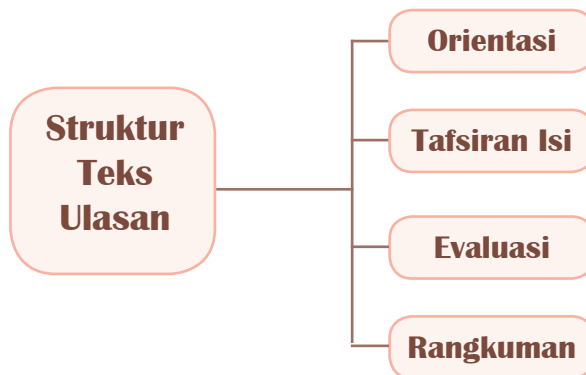 Struktur
Teks
Ulasan
Orientasi
Tafsiran Isi
Evaluasi
Rangkuman